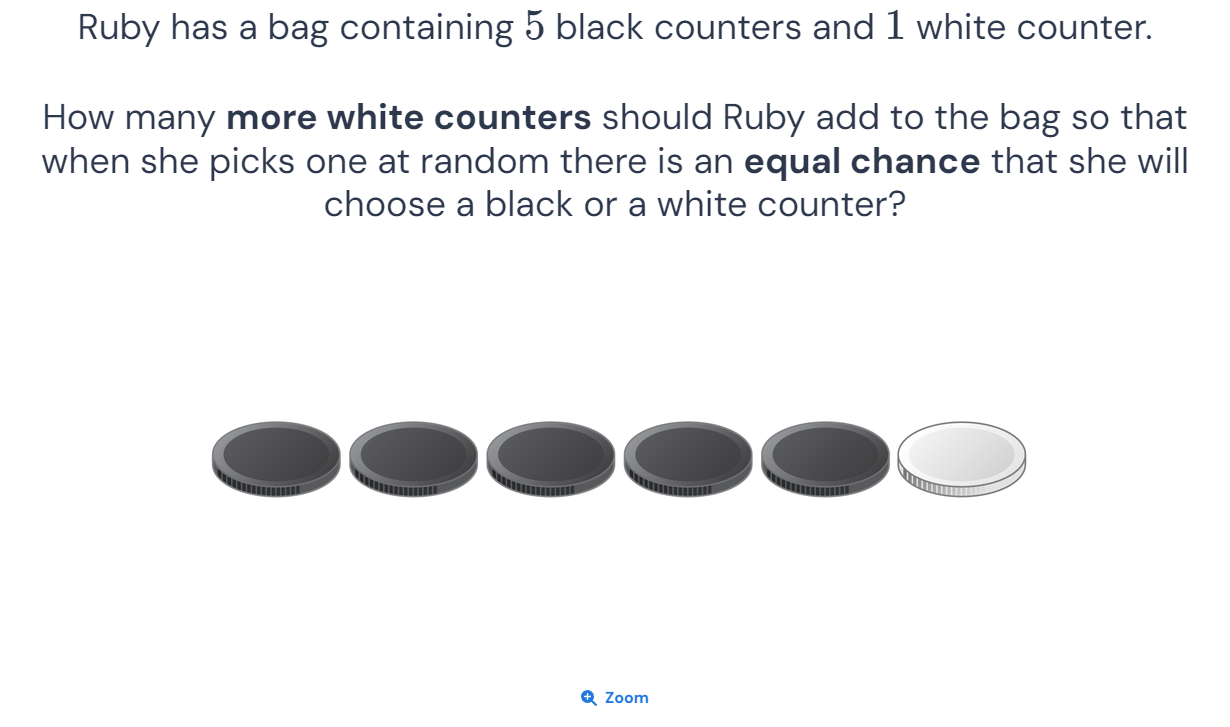 Ruby has a bag containing 5 black counters and 1 white counter.
How many more white counters should Ruby add to the bag so that
when she picks one at random there is an equal chance that she will
choose a black or a white counter?
Zoom